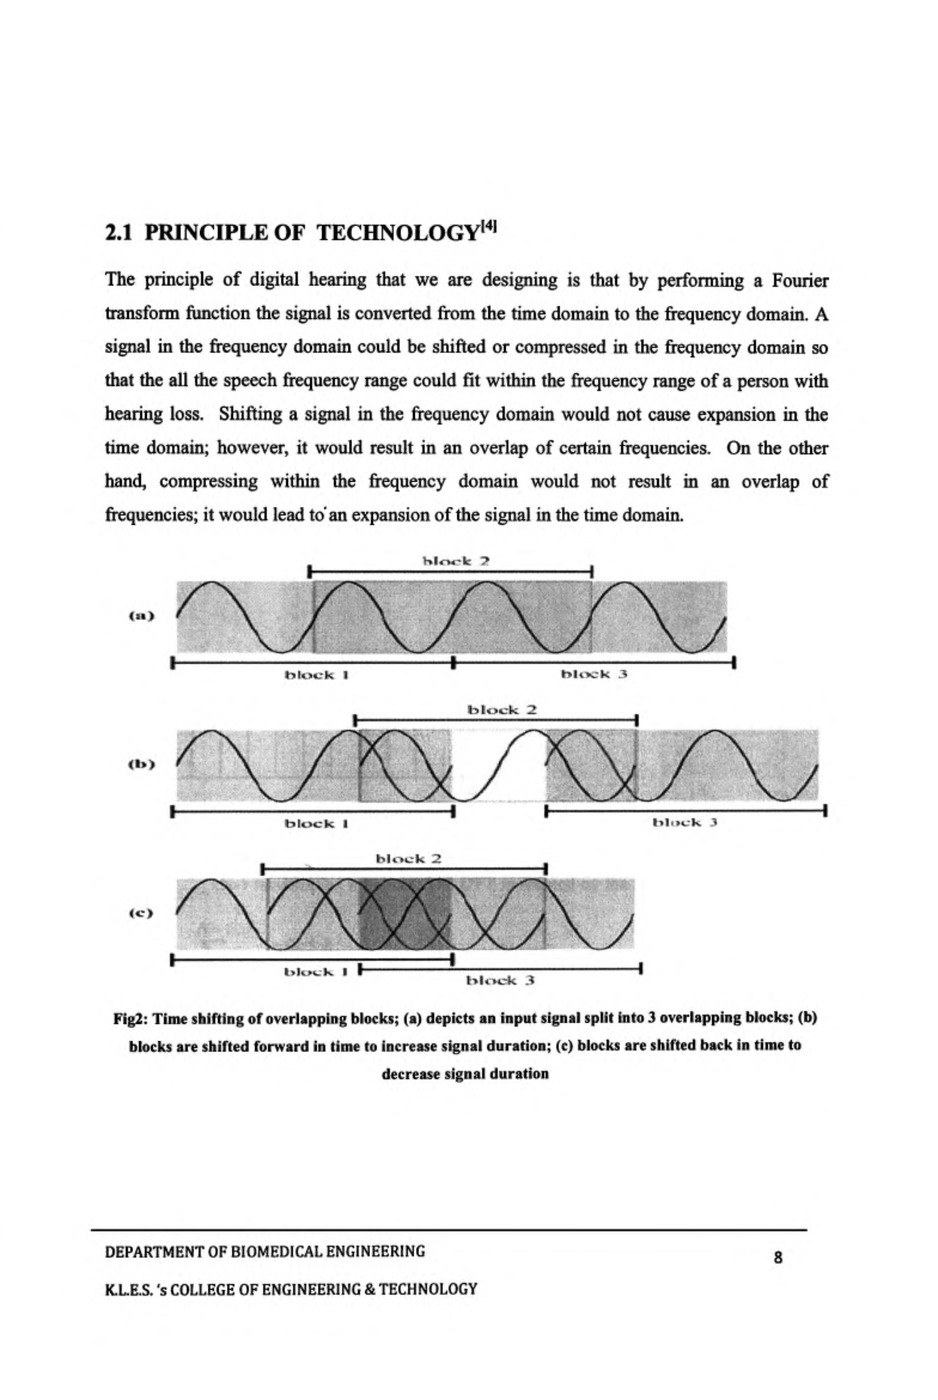 2.1 PRINCIPLE OF TECHNOLOGY[4]
The principle of digital hearing that we are designing is that by performing a Fourier
transform function the signal is converted from the time domain to the frequency domain. A
signal in the frequency domain could be shifted or compressed in the frequency domain so
that the all the speech frequency range could fit within the frequency range of a person with
hearing loss. Shifting a signal in the frequency domain would not cause expansion in the
time domain; however, it would result in an overlap of certain frequencies. On the other
hand, compressing within the frequency domain would not result in an overlap of
frequencies; it would lead to an expansion of the signal in the time domain.
block 2
(a)
block 1 block 3
block 2
(b)
block 1 block 3
block 2
(c)
block 1 block 3
Fig2: Time shifting of overlapping blocks; (a) depicts an input signal split into 3 overlapping blocks; (b)
blocks are shifted forward in time to increase signal duration; (c) blocks are shifted back in time to
decrease signal duration
DEPARTMENT OF BIOMEDICAL ENGINEERING
8
K.L.E.S. 's COLLEGE OF ENGINEERING & TECHNOLOGY